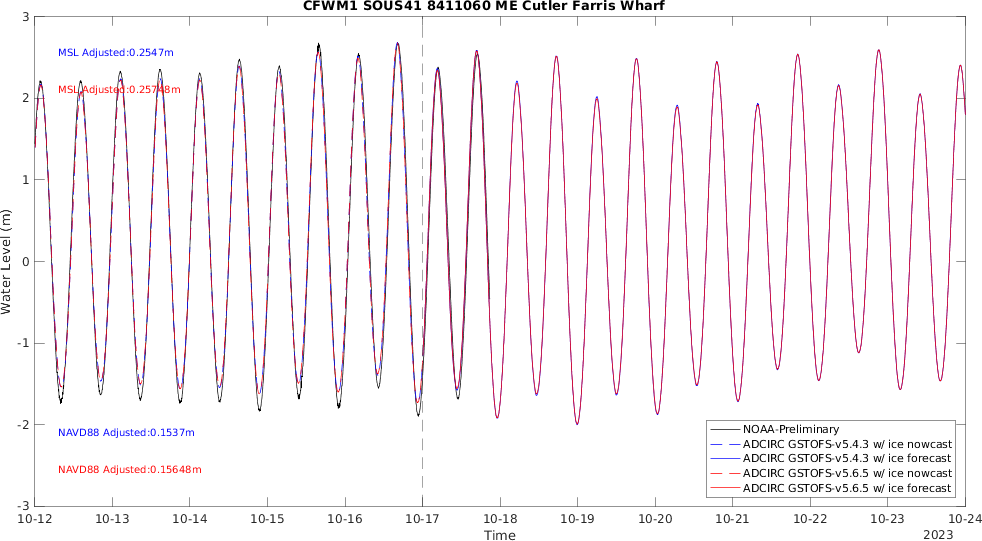 CFWM1 SOUS41 8411060 ME Cutler Farris Wharf
3
2
1
0
-1
-2
-3
Water Level (m)
MSL Adjusted:0.2547m
MSL Adjusted:0.25748m
NAVD88 Adjusted:0.1537m
NAVD88 Adjusted:0.15648m
NOAA-Preliminary
ADCIRC GSTOFS-v5.4.3 w/ ice nowcast
ADCIRC GSTOFS-v5.4.3 w/ ice forecast
ADCIRC GSTOFS-v5.6.5 w/ ice nowcast
ADCIRC GSTOFS-v5.6.5 w/ ice forecast
10-12 10-13 10-14 10-15 10-16 10-17 10-18 10-19 10-20 10-21 10-22 10-23 10-24
Time
2023